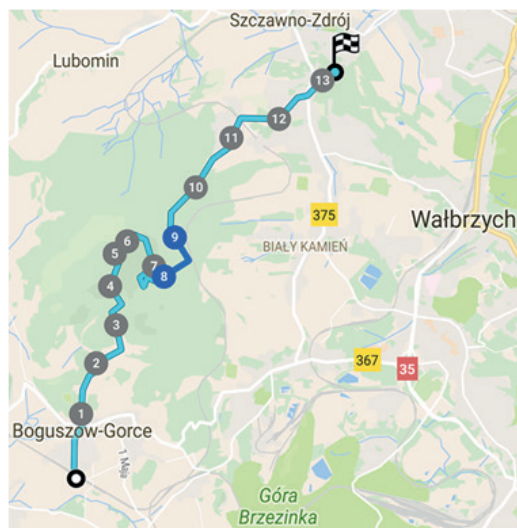 Szczawno-Zdrój
Lubomin
13
12
11
10
375
Wałbrzych
9
6
BIAŁY KAMIEŃ
5
7
8
4
3
367
35
2
1
Boguszów-Gorce
1 Maja
Góra
Brzezinka